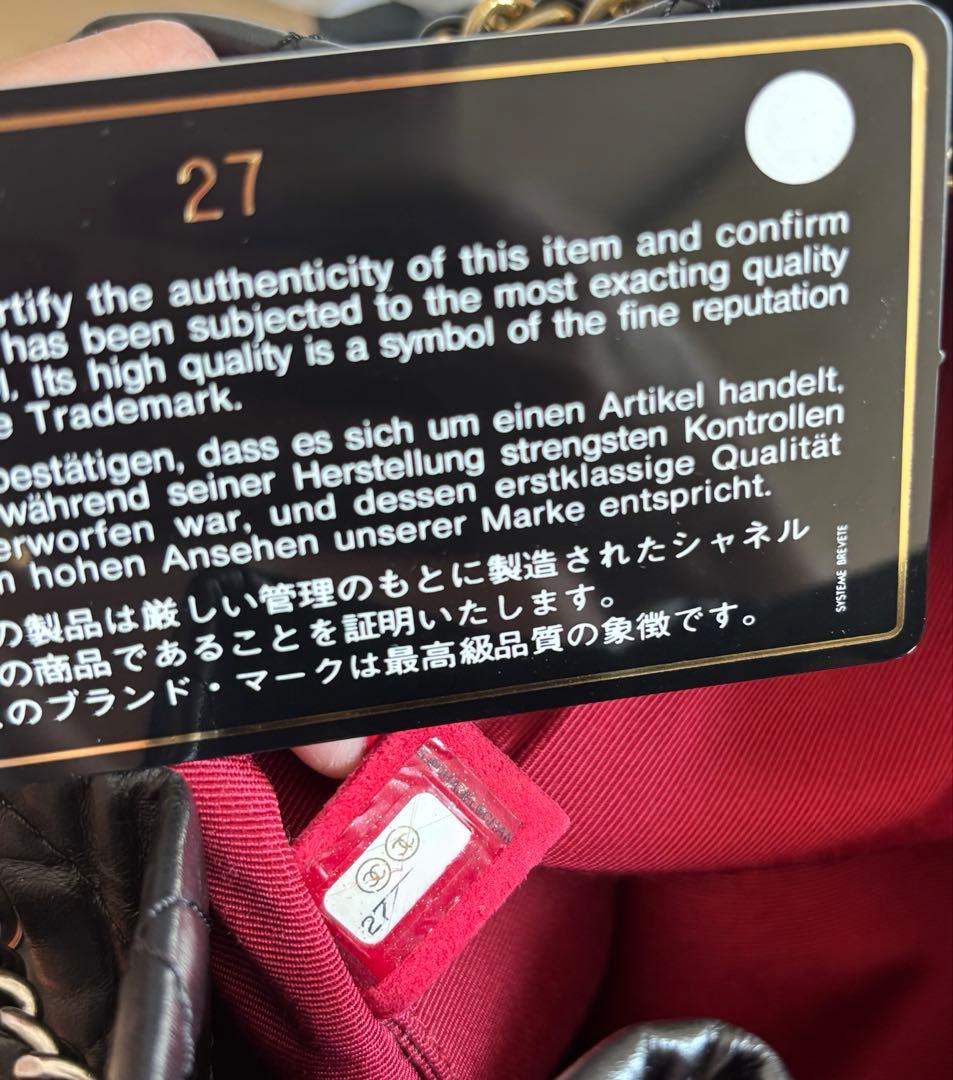 27
rtify the authenticity of this item and confirm
has been subjected to the most exacting quality
l. Its high quality is a symbol of the fine reputation
e Trademark.
bestätigen, dass es sich um einen Artikel handelt,
während seiner Herstellung strengsten Kontrollen
erworfen war, und dessen erstklassige Qualität
n hohen Ansehen unserer Marke entspricht.
の製品は厳しい管理のもとに製造されたシャネル
の商品であることを証明いたします。
のブランド・マークは最高級品質の象徴です。
SYSTEME BREVETE
27